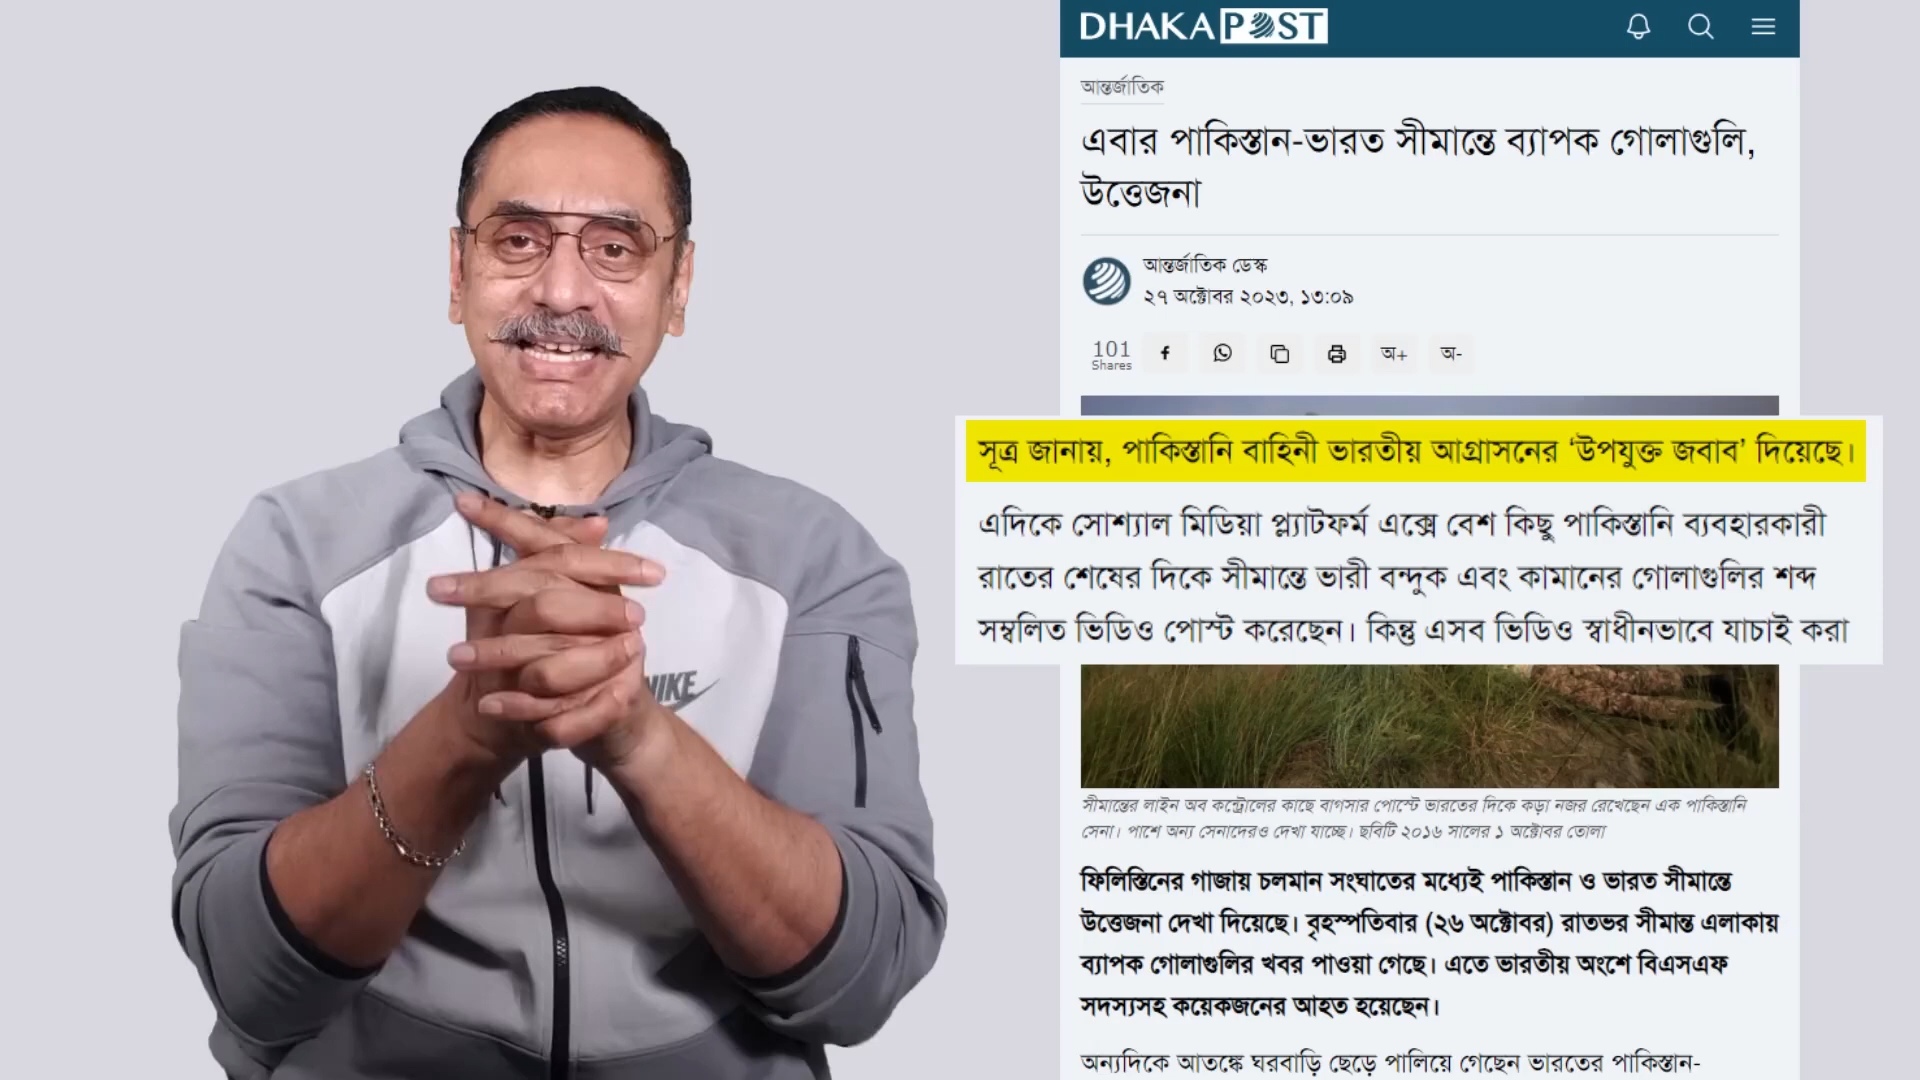 DHAKA POST
আন্তর্জাতিক
এবার পাকিস্তান-ভারত সীমান্তে ব্যাপক গোলাগুলি,
উত্তেজনা
আন্তর্জাতিক ডেস্ক
২৭ অক্টোবর ২০২৩, ১৩:০৯
101
Shares
অ+ অ-
সূত্র জানায়, পাকিস্তানি বাহিনী ভারতীয় আগ্রাসনের ‘উপযুক্ত জবাব’ দিয়েছে।
এদিকে সোশ্যাল মিডিয়া প্ল্যাটফর্ম এক্সে বেশ কিছু পাকিস্তানি ব্যবহারকারী
রাতের শেষের দিকে সীমান্তে ভারী বন্দুক এবং কামানের গোলাগুলির শব্দ
সম্বলিত ভিডিও পোস্ট করেছেন। কিন্তু এসব ভিডিও স্বাধীনভাবে যাচাই করা
NIKE
সীমান্তের লাইন অব কন্ট্রোলের কাছে বাগসার পোস্টে ভারতের দিকে কড়া নজর রেখেছেন এক পাকিস্তানি
সেনা। পাশে অন্য সেনাদেরও দেখা যাচ্ছে। ছবিটি ২০১৬ সালের ১ অক্টোবর তোলা
ফিলিস্তিনের গাজায় চলমান সংঘাতের মধ্যেই পাকিস্তান ও ভারত সীমান্তে
উত্তেজনা দেখা দিয়েছে। বৃহস্পতিবার (২৬ অক্টোবর) রাতভর সীমান্ত এলাকায়
ব্যাপক গোলাগুলির খবর পাওয়া গেছে। এতে ভারতীয় অংশে বিএসএফ
সদস্যসহ কয়েকজনের আহত হয়েছেন।
অন্যদিকে আতঙ্কে ঘরবাড়ি ছেড়ে পালিয়ে গেছেন ভারতের পাকিস্তান-